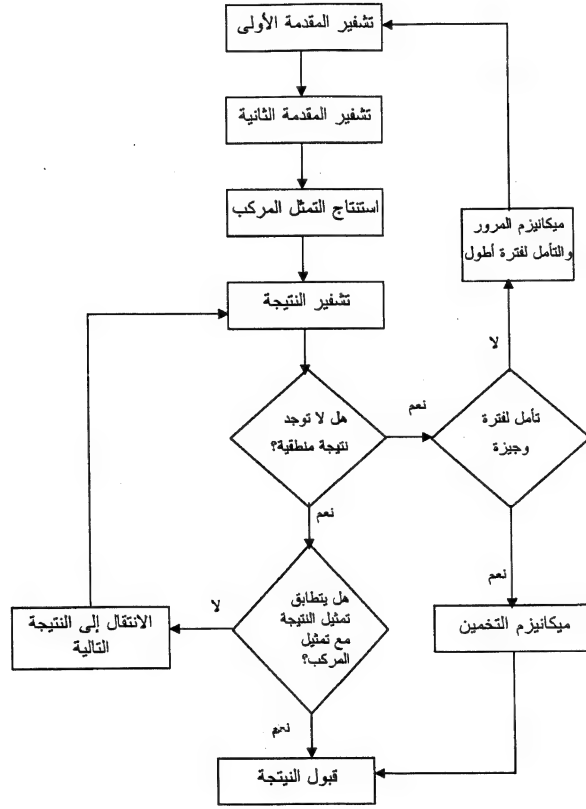 تشفير المقدمة الأولى
تشفير المقدمة الثانية
استنتاج التمثل المركب
ميكانيزم المرور
والتأمل لفترة أطول
تشفير النتيجة
لا
هل لا توجد
نتيجة منطقية؟
نعم
تأمل لفترة
وجيزة
نعم
نعم
هل يتطابق
تمثيل النتيجة
مع تمثيل
المركب؟
لا
الانتقال إلى النتيجة
التالية
ميكانيزم التخمين
نعم
قبول النيتجة